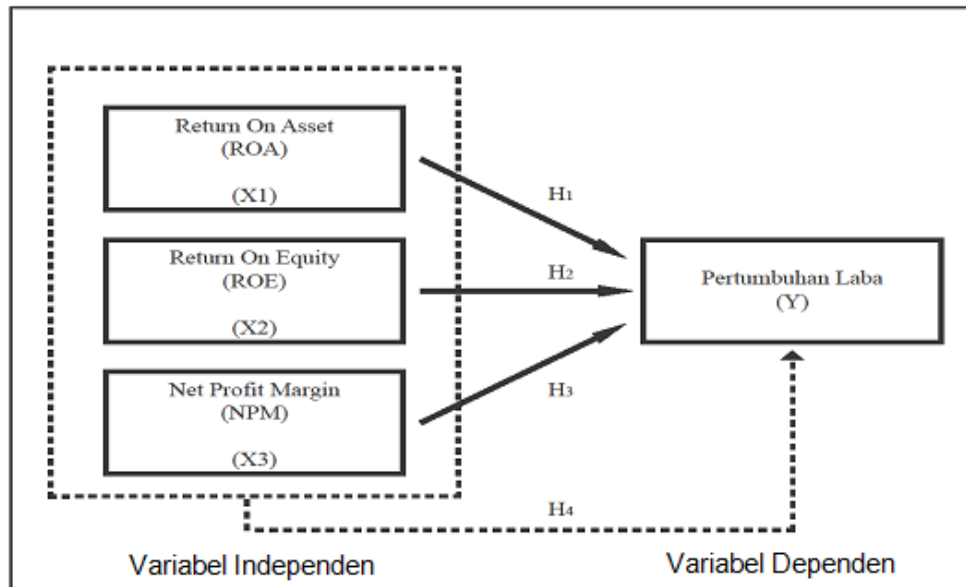 Return On Asset
(ROA)
(X1)
H1
Return On Equity
(ROE)
(X2)
H2
Pertumbuhan Laba
(Y)
Net Profit Margin
(NPM)
(X3)
H3
H4
Variabel Independen
Variabel Dependen